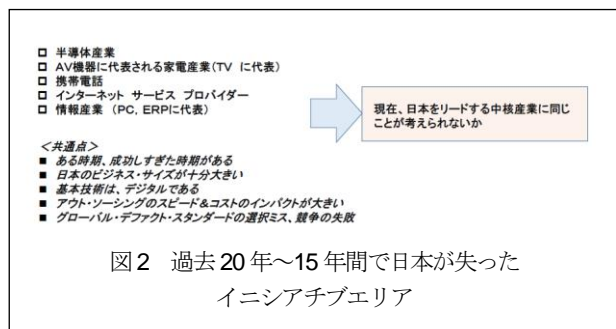 □ 半導体産業
□ AV機器に代表される家電産業(TV に代表)
□ 携帯電話
□ インターネット サービス プロバイダー
□ 情報産業 (PC, ERPに代表)
現在、日本をリードする中核産業に同じ
ことが考えられないか
<共通点>
■ ある時期、成功しすぎた時期がある
■ 日本のビジネス・サイズが十分大きい
■ 基本技術は、デジタルである
■ アウト・ソーシングのスピード&コストのインパクトが大きい
■ グローバル・デファクト・スタンダードの選択ミス、競争の失敗
図2 過去20年～15年間で日本が失った
イニシアチブエリア